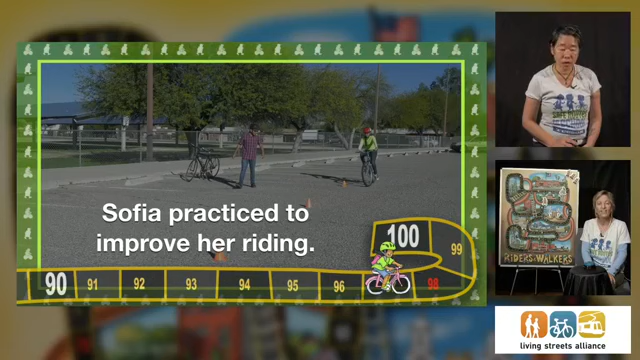 Sofia practiced to
improve her riding.
100
99
90
91
92
93
94
95
96
98
RIDERS & WALKERS
living streets alliance